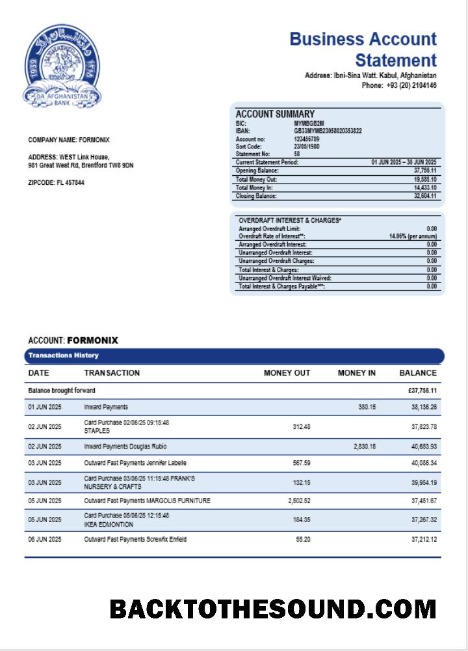 Business Account
Statement
Address: Ibni-Sina Watt. Kabul, Afghanistan
Phone: +93 (20) 2104146
1939
DA AFGHANISTAN
BANK
ACCOUNT SUMMARY
BIC: MYMBGB2M
IBAN: GB33MYMB23058020353822
Account no: 123456789
Sort Code: 23/05/1980
Statement No: 58
Current Statement Period: 01 JUN 2025 – 30 JUN 2025
Opening Balance: 37,756.11
Total Money Out: 19,585.10
Total Money In: 14,433.10
Closing Balance: 32,604.11
COMPANY NAME: FORMONIX
ADDRESS: WEST Link House,
981 Great West Rd, Brentford TW8 9DN
ZIPCODE: FL 457844
OVERDRAFT INTEREST & CHARGES*
Arranged Overdraft Limit: 0.00
Overdraft Rate of Interest**: 14.06% (per annum)
Arranged Overdraft Interest: 0.00
Unarranged Overdraft Interest: 0.00
Unarranged Overdraft Charges: 0.00
Total Interest & Charges: 0.00
Unarranged Overdraft Interest Waived: 0.00
Total Interest & Charges Payable***: 0.00
ACCOUNT: FORMONIX
Transactions History
DATE TRANSACTION MONEY OUT MONEY IN BALANCE
Balance brought forward £37,756.11
01 JUN 2025 Inward Payments 380.15 38,136.26
02 JUN 2025 Card Purchase 02/06/25 09:15:48 STAPLES 312.48 37,823.78
02 JUN 2025 Inward Payments Douglas Rubio 2,830.15 40,653.93
03 JUN 2025 Outward Fast Payments Jennifer Labelle 567.59 40,086.34
03 JUN 2025 Card Purchase 03/06/25 11:15:48 FRANK'S NURSERY & CRAFTS 132.15 39,954.19
05 JUN 2025 Outward Fast Payments MARGOLIS FURNITURE 2,502.52 37,451.67
05 JUN 2025 Card Purchase 05/06/25 12:15:48 IKEA EDMONTION 184.35 37,267.32
06 JUN 2025 Outward Fast Payments Screwfix Enfield 55.20 37,212.12
BACKTOTHESOUND.COM